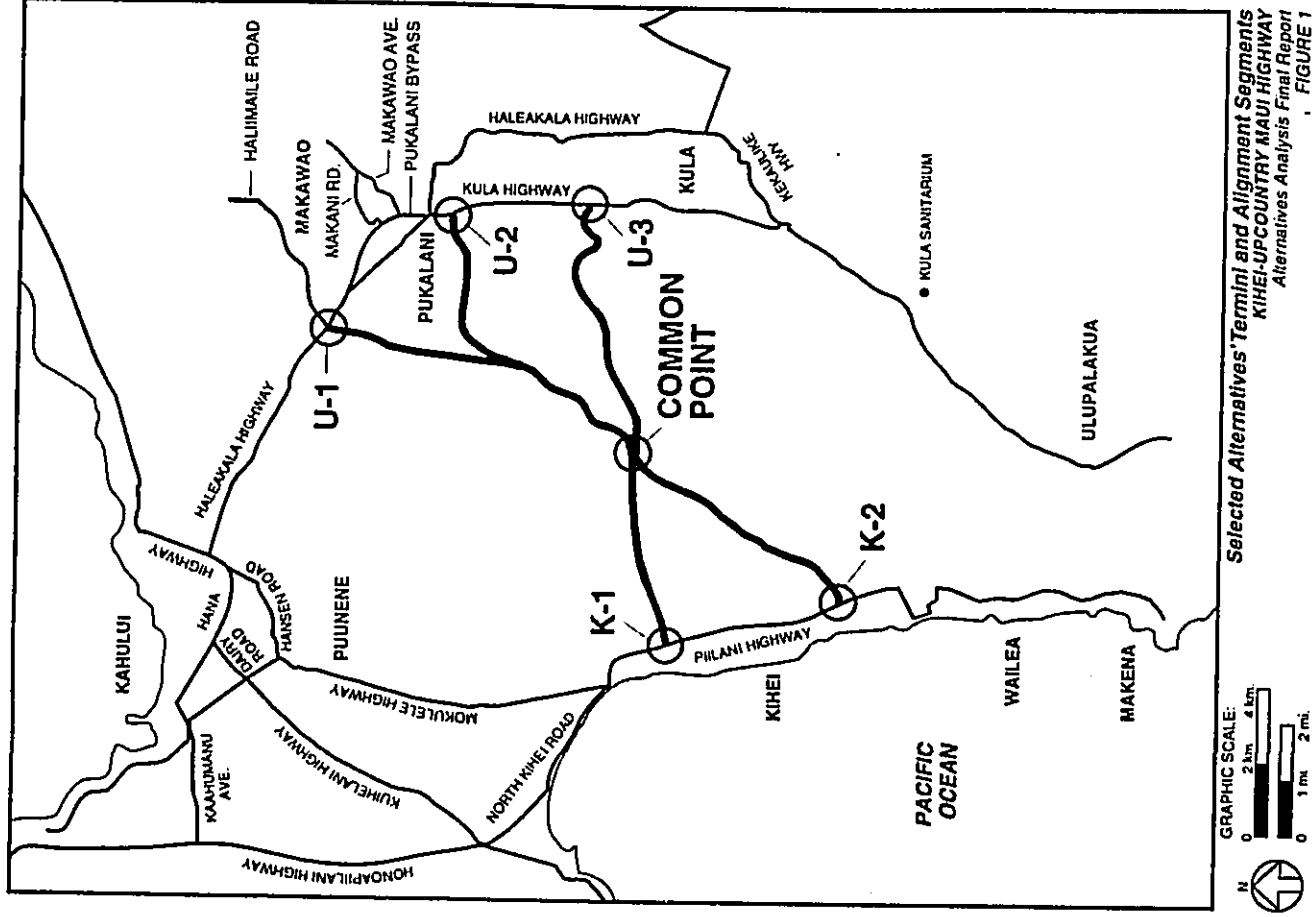 HALIIMAILE ROAD
MAKAWAO
MAKAWAO AVE.
MAKANI RD.
PUKALANI BYPASS
HALEAKALA HIGHWAY
KULA HIGHWAY
KULA
KEKAULIKE
HWY
PUKALANI
U-1
U-2
U-3
HALEAKALA HIGHWAY
KULA SANITARIUM
COMMON
POINT
ULUPALAKUA
KAHULUI
HANA
HIGHWAY
DAIRY
ROAD
HANSEN ROAD
PUUNENE
KAAHUMANU
AVE.
MOKULELE HIGHWAY
KUIHELANI HIGHWAY
HONOAPIILANI HIGHWAY
NORTH KIHEI ROAD
K-1
K-2
PIILANI HIGHWAY
KIHEI
WAILEA
MAKENA
PACIFIC
OCEAN
N
GRAPHIC SCALE:
0 2 km 4 km.
0 1 mi. 2 mi.
Selected Alternatives' Termini and Alignment Segments
KIHEI-UPCOUNTRY MAUI HIGHWAY
Alternatives Analysis Final Report
FIGURE 1